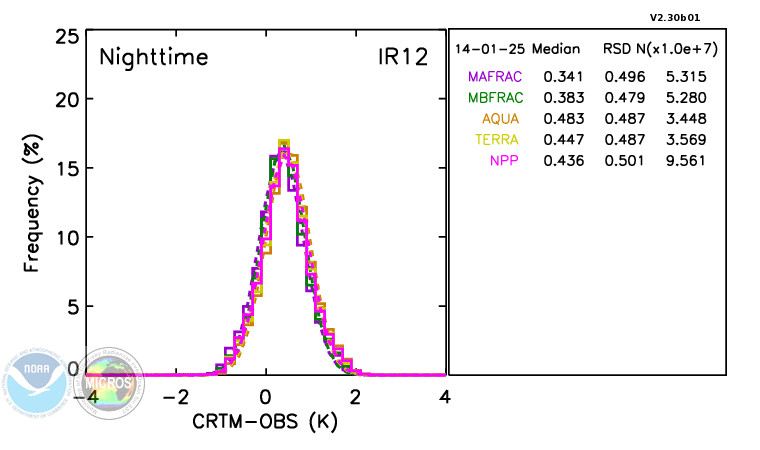 V2.30b01
Nighttime
IR12
14-01-25 Median RSD N(x1.0e+7)
MAFRAC 0.341 0.496 5.315
MBFRAC 0.383 0.479 5.280
AQUA 0.483 0.487 3.448
TERRA 0.447 0.487 3.569
NPP 0.436 0.501 9.561
25
20
15
10
5
0
Frequency (%)
-4 -2 0 2 4
CRTM-OBS (K)
NOAA
MICROS